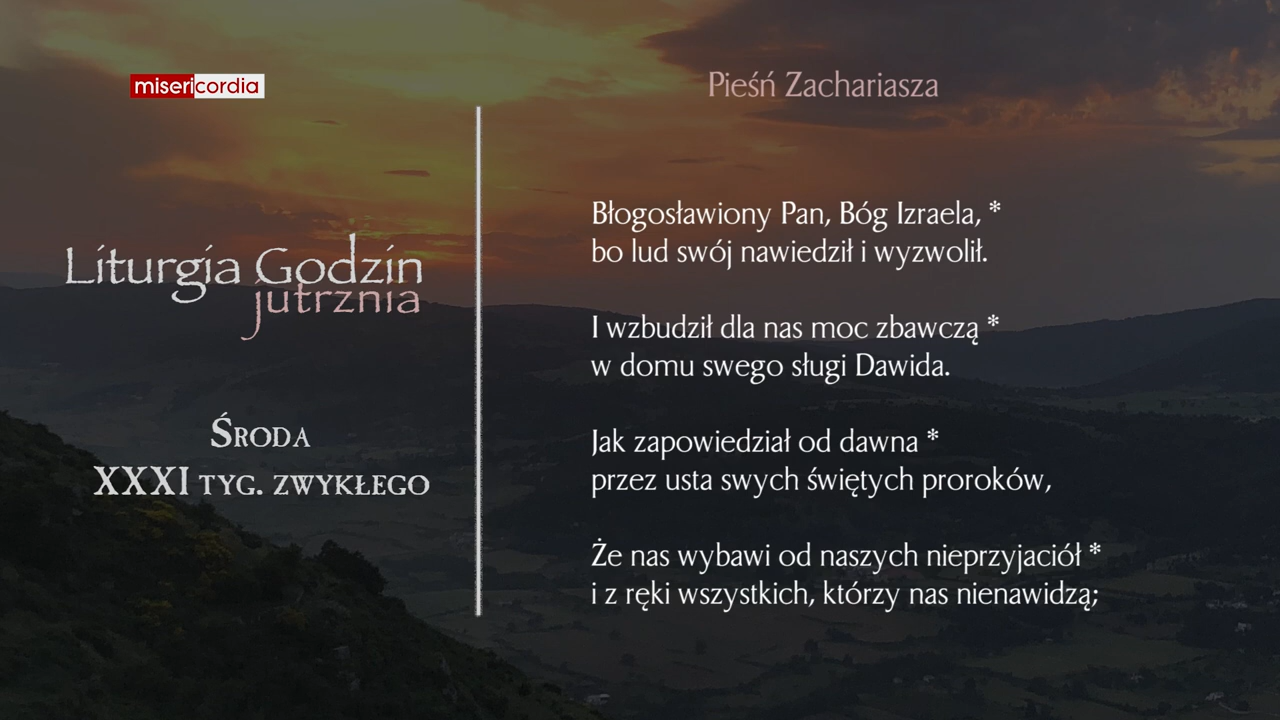 misericordia
Liturgia Godzin
jutrznia
Środa
XXXI tyg. zwykłego
Pieśń Zachariasza
Błogosławiony Pan, Bóg Izraela, *
bo lud swój nawiedził i wyzwolił.
I wzbudził dla nas moc zbawczą *
w domu swego sługi Dawida.
Jak zapowiedział od dawna *
przez usta swych świętych proroków,
Że nas wybawi od naszych nieprzyjaciół *
i z ręki wszystkich, którzy nas nienawidzą;